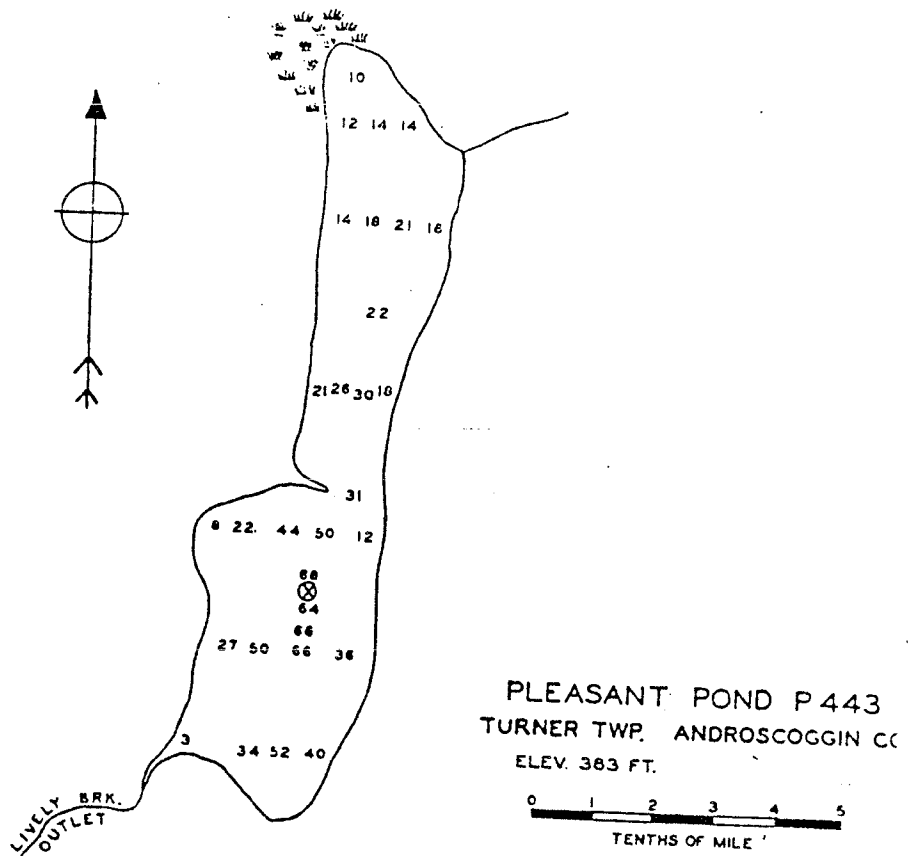 10
12 14 14
14 18 21 16
22
21 26 30 18
31
8 22. 44 50 12
68
64
66
27 50 66 36
3
34 52 40
LIVELY BRK.
OUTLET
PLEASANT POND P 443
TURNER TWP. ANDROSCOGGIN CO
ELEV. 383 FT.
0 1 2 3 4 5
TENTHS OF MILE